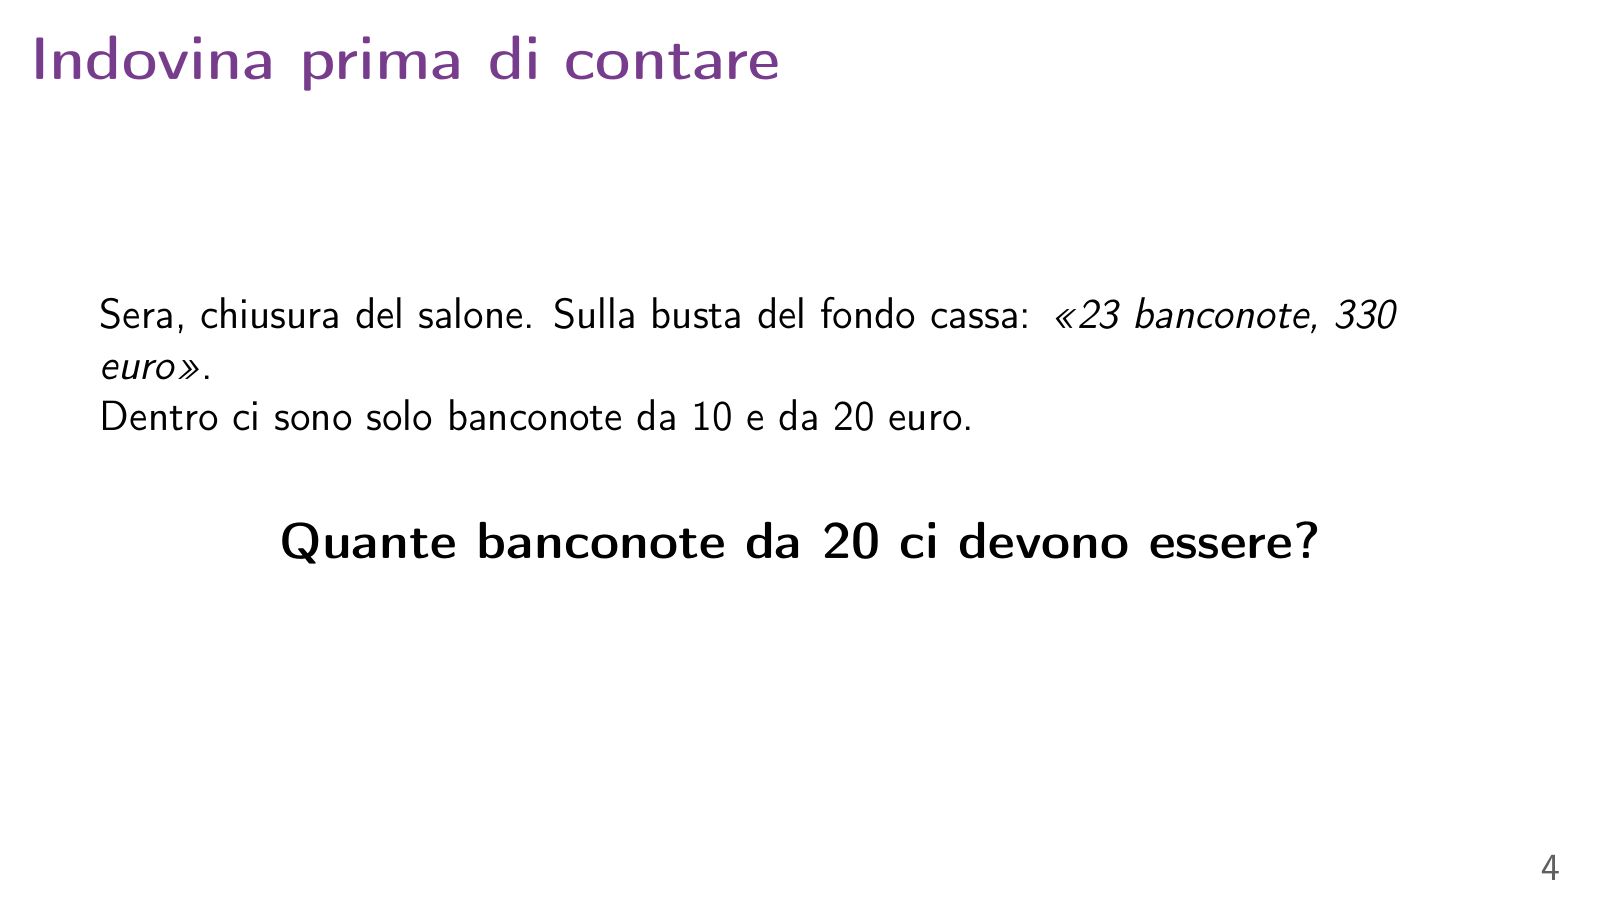 Indovina prima di contare
Sera, chiusura del salone. Sulla busta del fondo cassa: «23 banconote, 330
euro».
Dentro ci sono solo banconote da 10 e da 20 euro.
Quante banconote da 20 ci devono essere?
4